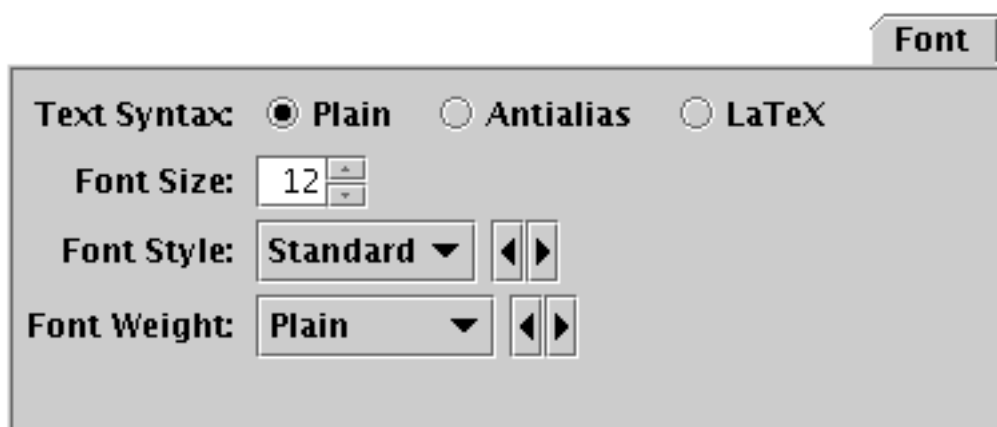 Font
Text Syntax: Plain Antialias LaTeX
Font Size: 12
Font Style: Standard
Font Weight: Plain